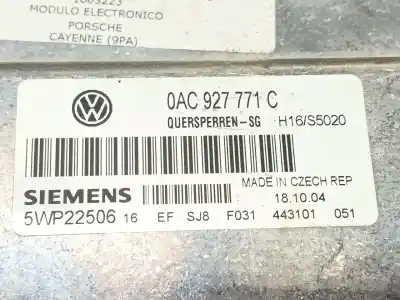 1005223
MODULO ELECTRONICO
PORSCHE
CAYENNE (9PA)
0AC 927 771 C
QUERSPERREN-SG H16/S5020
SIEMENS
MADE IN CZECH REP
18.10.04
5WP22506 16 EF SJ8 F031 443101 051